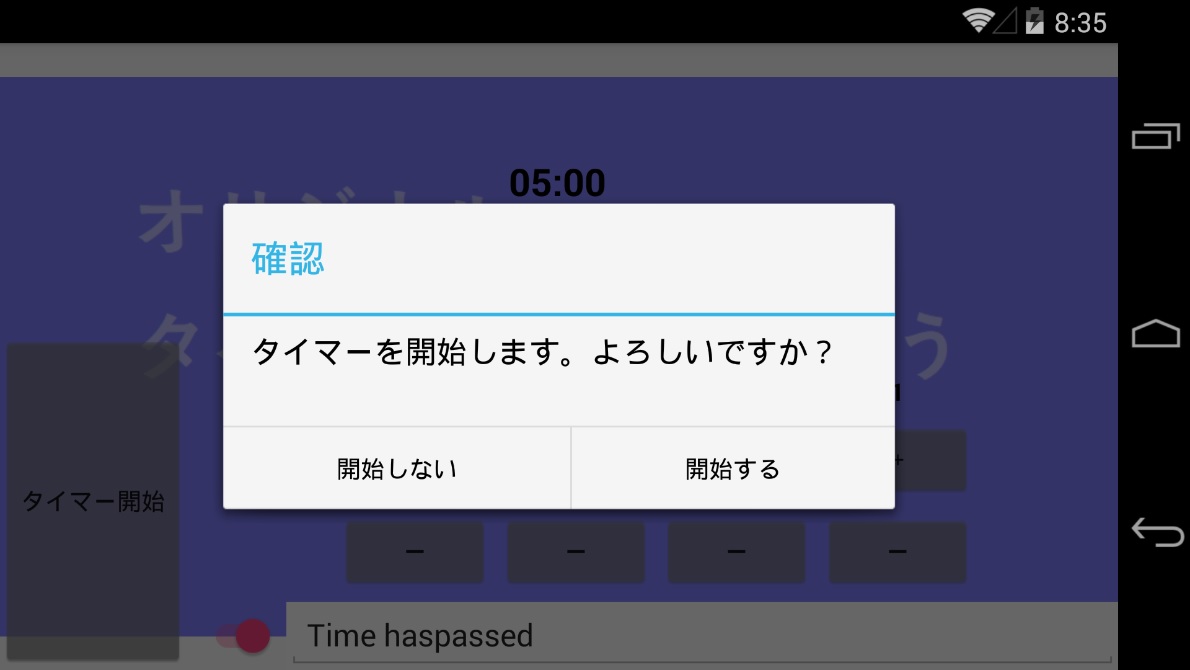 8:35
05:00
確認
タイマーを開始します。よろしいですか？
開始しない
開始する
+
タイマー開始
− − − −
う
Time haspassed